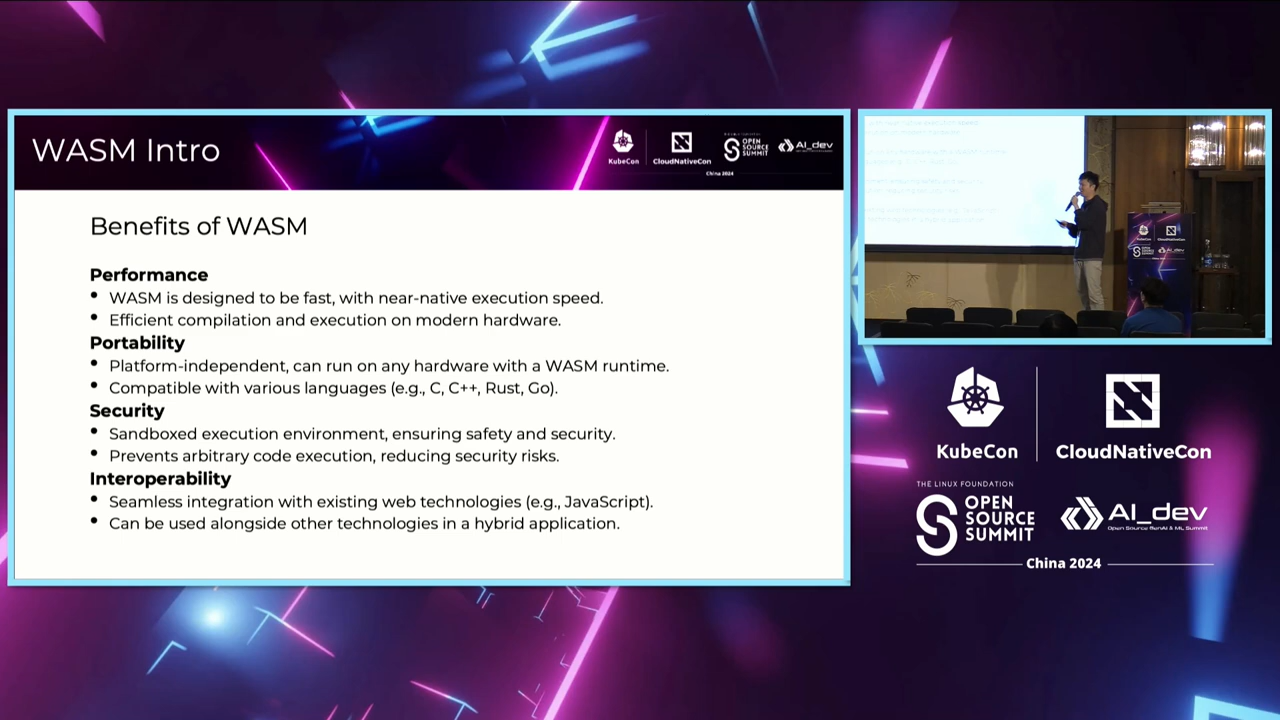 WASM Intro
KubeCon
CloudNativeCon
OPEN
SOURCE
SUMMIT
AI_dev
China 2024
Benefits of WASM
Performance
• WASM is designed to be fast, with near-native execution speed.
• Efficient compilation and execution on modern hardware.
Portability
• Platform-independent, can run on any hardware with a WASM runtime.
• Compatible with various languages (e.g., C, C++, Rust, Go).
Security
• Sandboxed execution environment, ensuring safety and security.
• Prevents arbitrary code execution, reducing security risks.
Interoperability
• Seamless integration with existing web technologies (e.g., JavaScript).
• Can be used alongside other technologies in a hybrid application.
KubeCon
CloudNativeCon
THE LINUX FOUNDATION
OPEN
SOURCE
SUMMIT
AI_dev
Open Source GenAI & ML Summit
China 2024